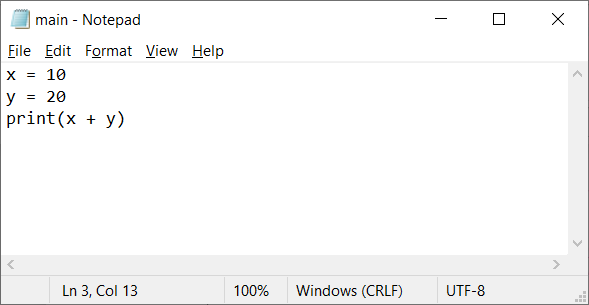 main - Notepad
File Edit Format View Help
x = 10
y = 20
print(x + y)
Ln 3, Col 13 100% Windows (CRLF) UTF-8